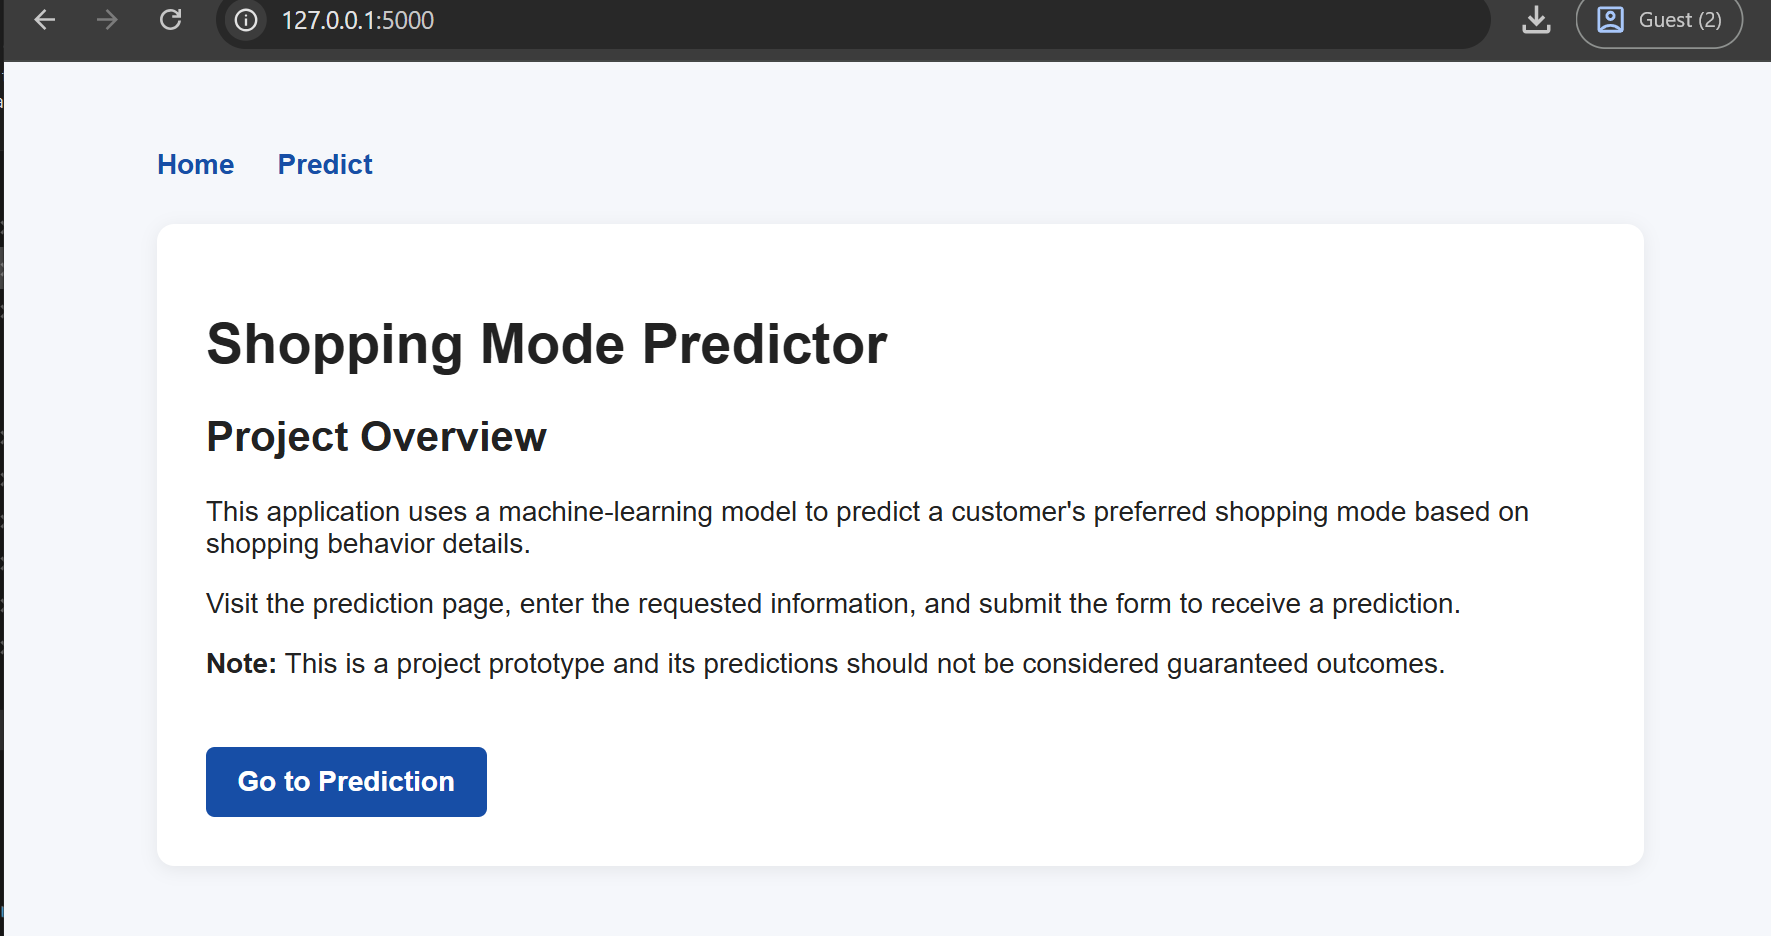 127.0.0.1:5000
Guest (2)
Home Predict
Shopping Mode Predictor
Project Overview
This application uses a machine-learning model to predict a customer's preferred shopping mode based on
shopping behavior details.
Visit the prediction page, enter the requested information, and submit the form to receive a prediction.
Note: This is a project prototype and its predictions should not be considered guaranteed outcomes.
Go to Prediction